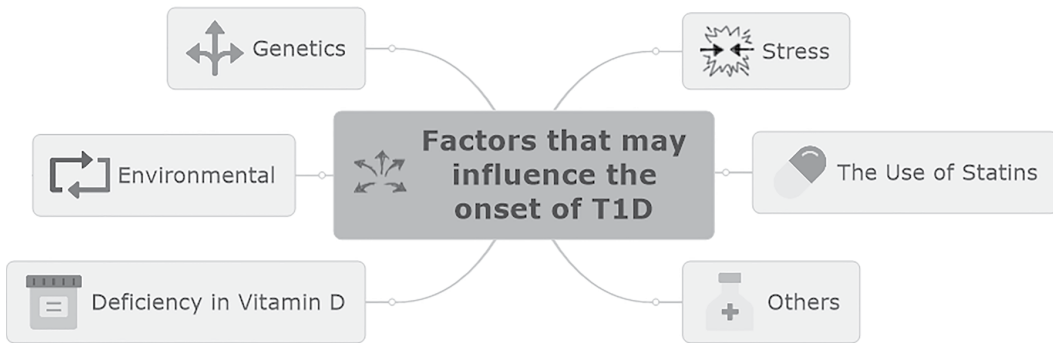 Genetics
Stress
Factors that may
influence the
onset of T1D
Environmental
The Use of Statins
Deficiency in Vitamin D
Others